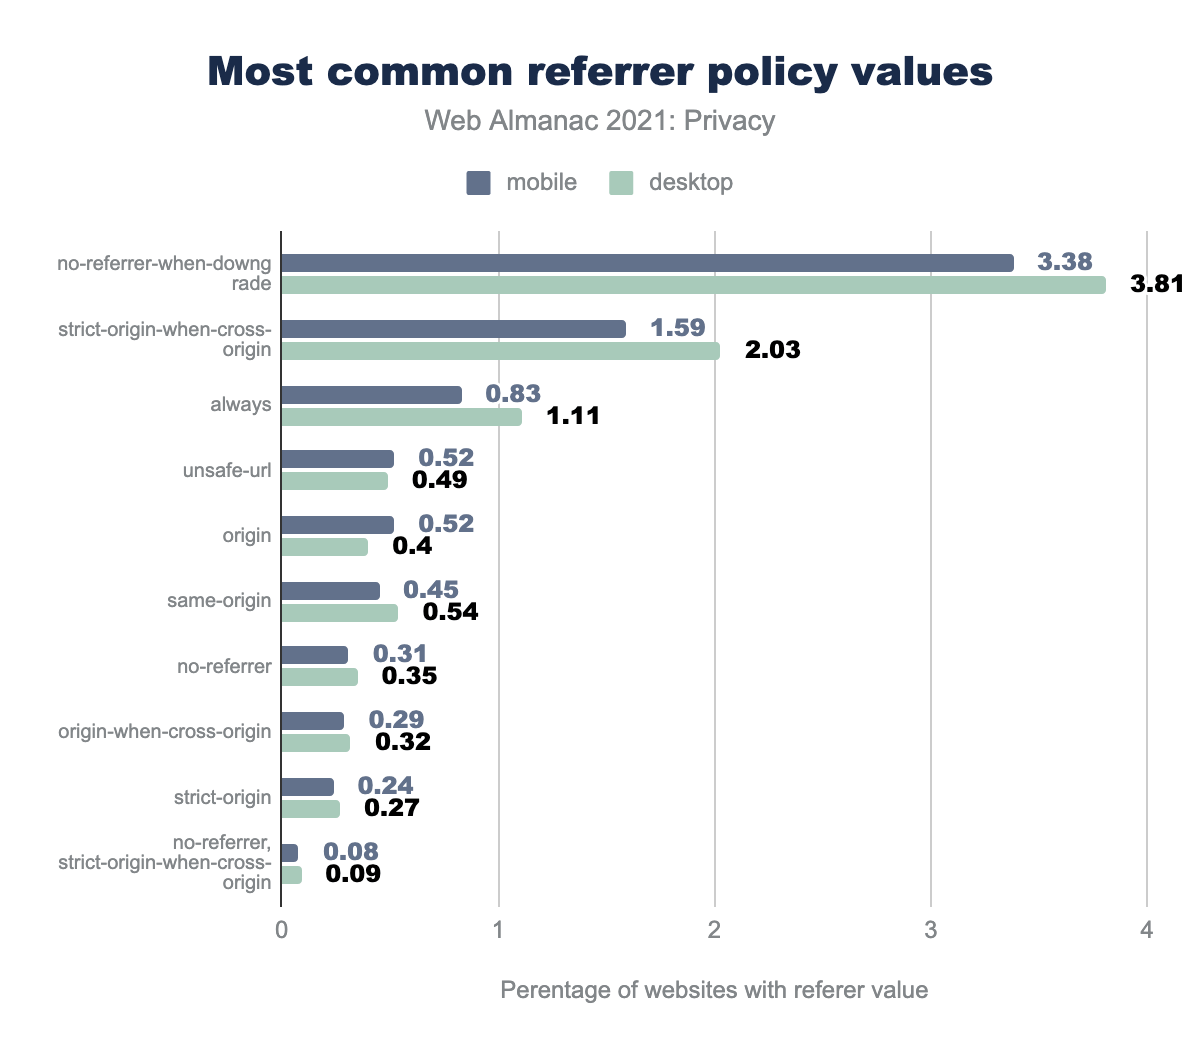 Most common referrer policy values
Web Almanac 2021: Privacy
mobile
desktop
no-referrer-when-downg
rade
3.38
3.81
strict-origin-when-cross-
origin
1.59
2.03
always
0.83
1.11
unsafe-url
0.52
0.49
origin
0.52
0.4
same-origin
0.45
0.54
no-referrer
0.31
0.35
origin-when-cross-origin
0.29
0.32
strict-origin
0.24
0.27
no-referrer,
strict-origin-when-cross-
origin
0.08
0.09
0 1 2 3 4
Perentage of websites with referer value